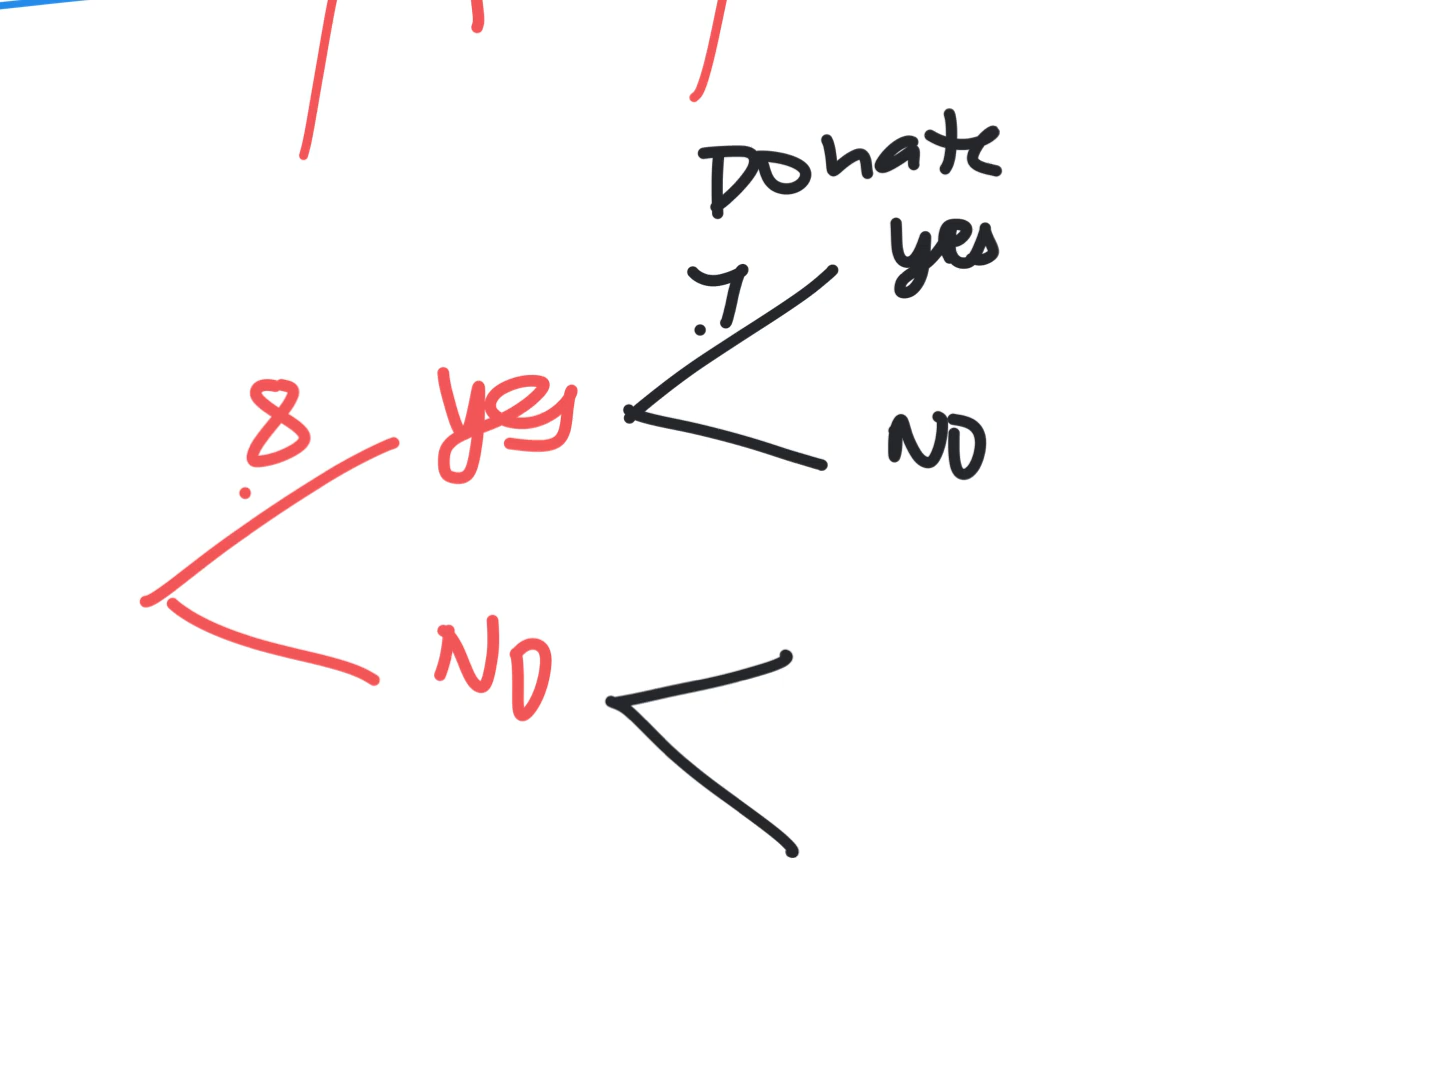 Donate
yes
.7
.8
yes
NO
NO